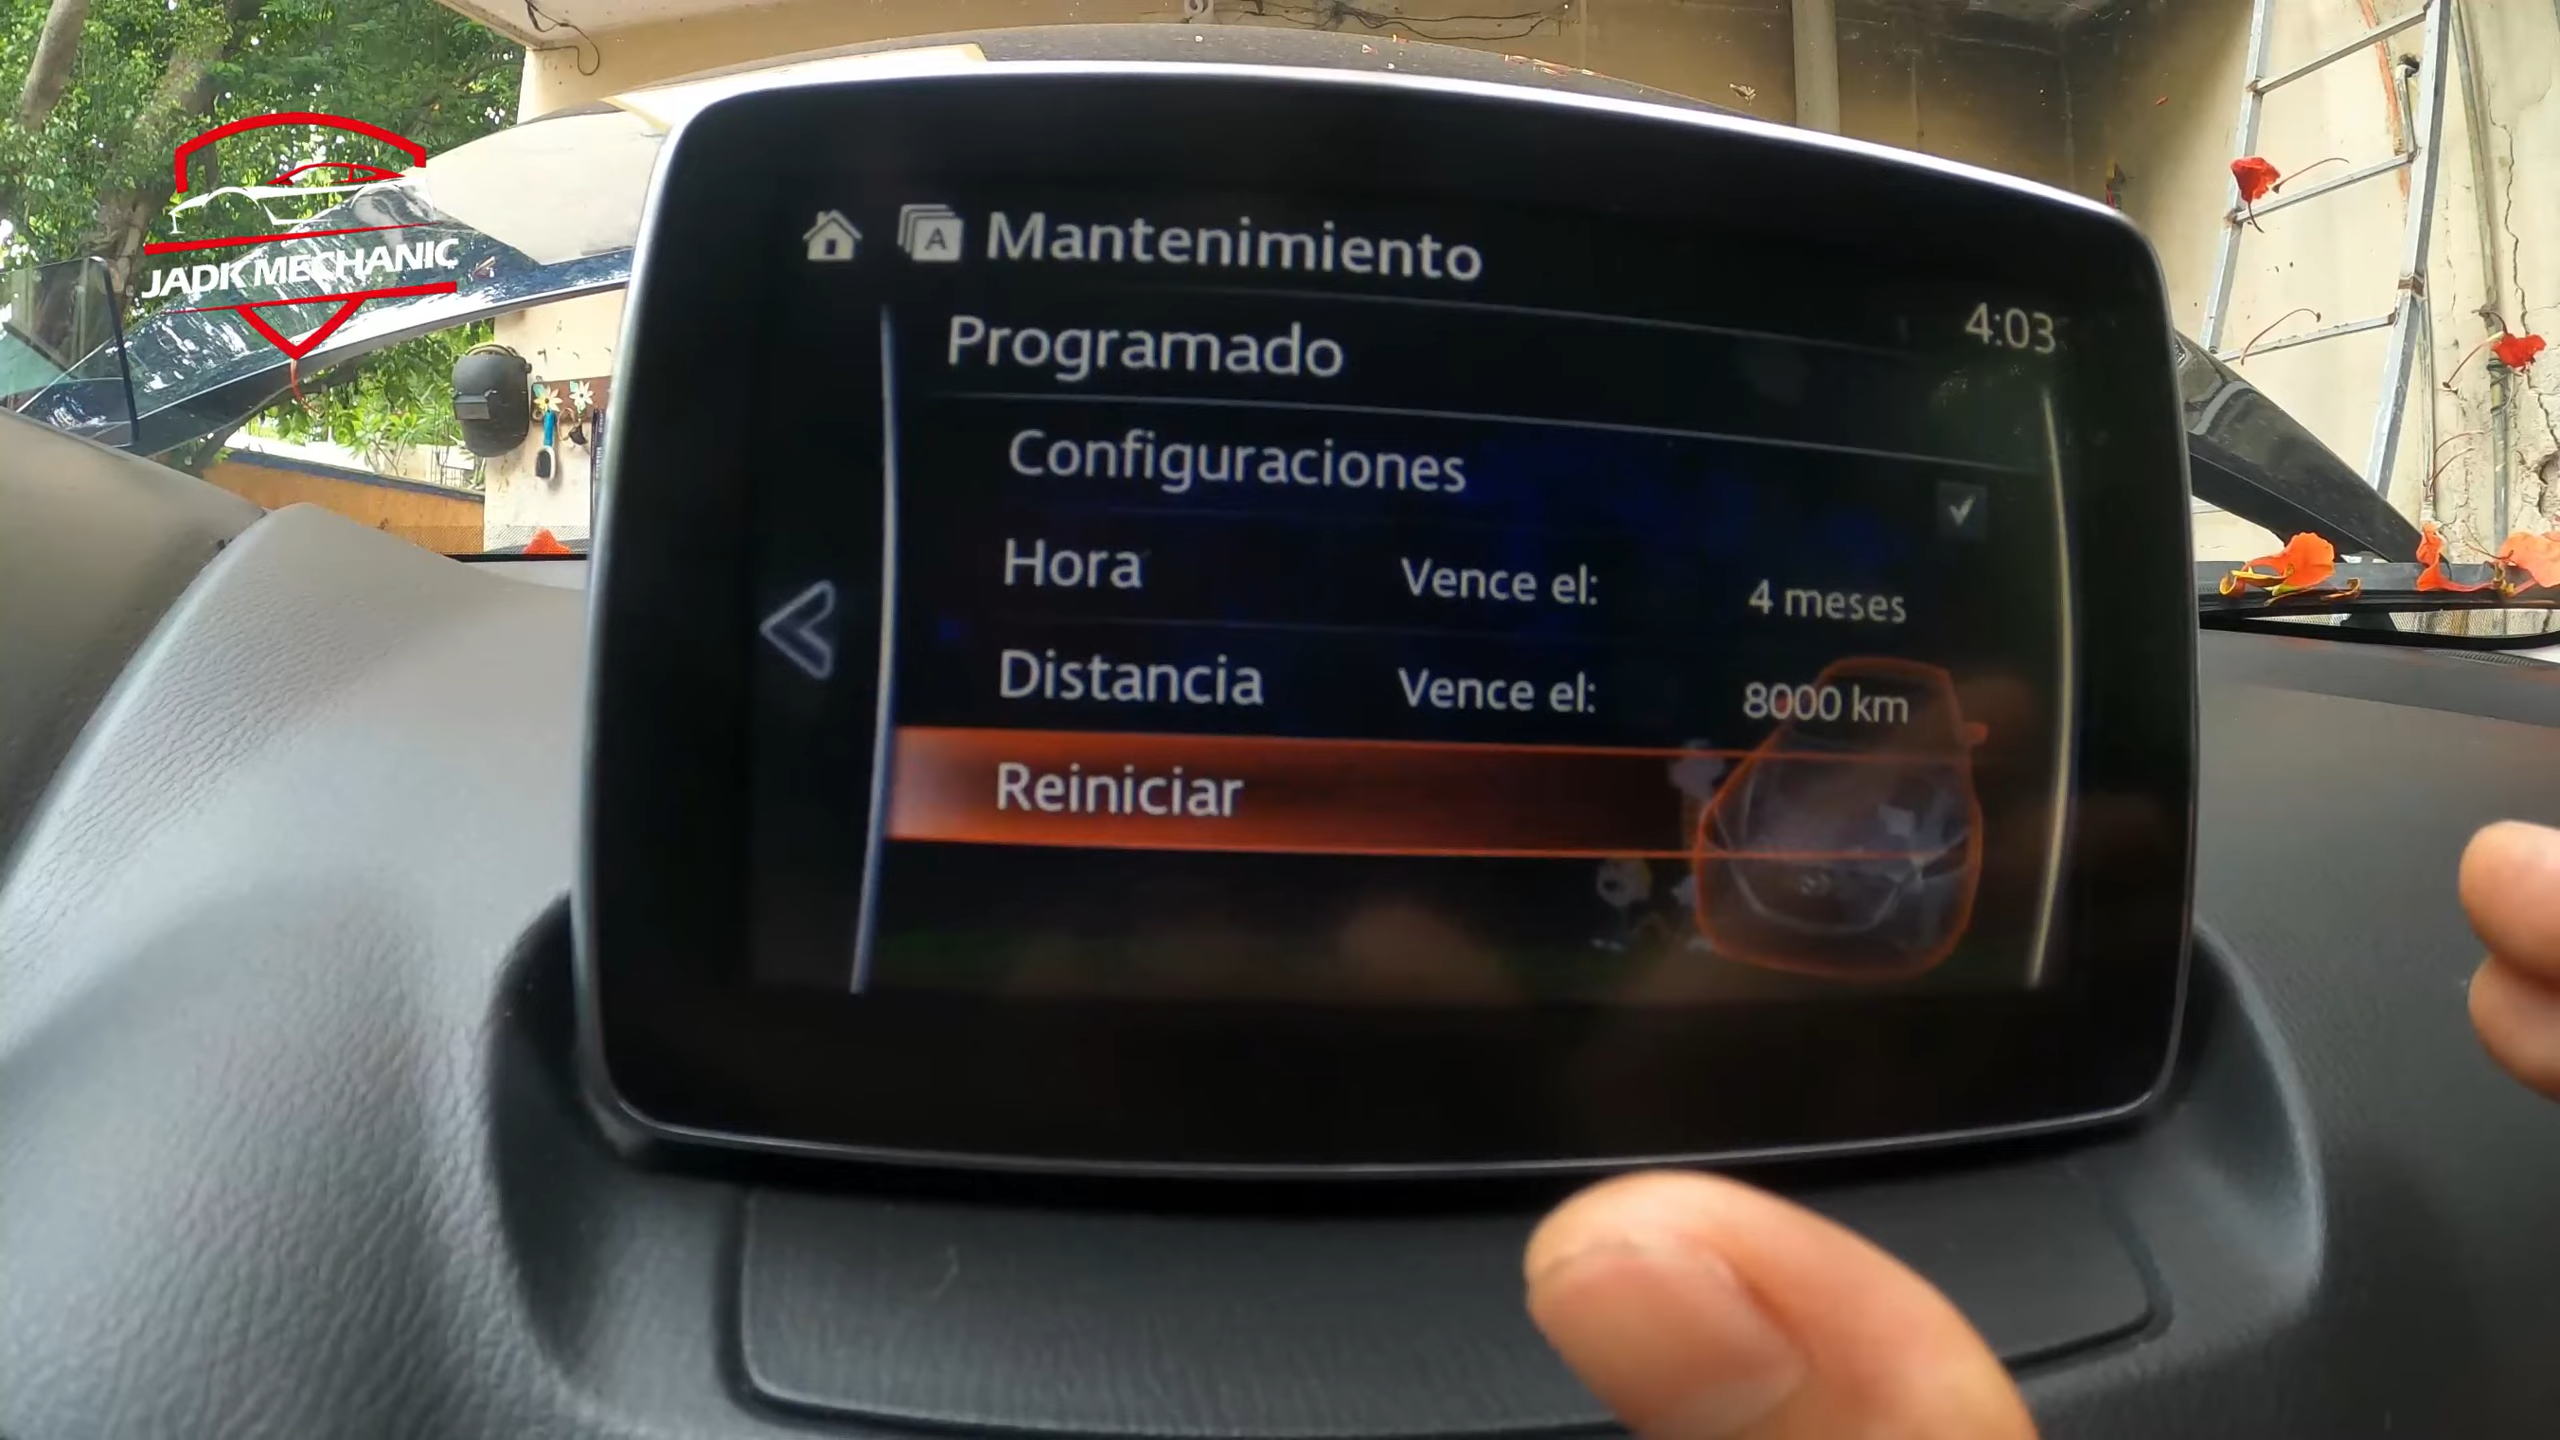 JADK MECHANIC
A Mantenimiento
4:03
Programado
Configuraciones
Hora Vence el: 4 meses
Distancia Vence el: 8000 km
Reiniciar